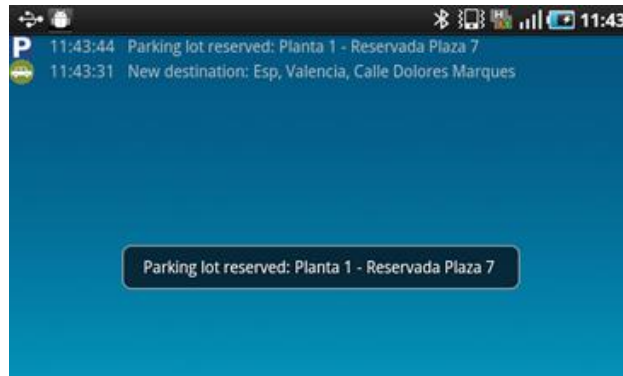 11:43
P 11:43:44 Parking lot reserved: Planta 1 - Reservada Plaza 7
11:43:31 New destination: Esp, Valencia, Calle Dolores Marques
Parking lot reserved: Planta 1 - Reservada Plaza 7